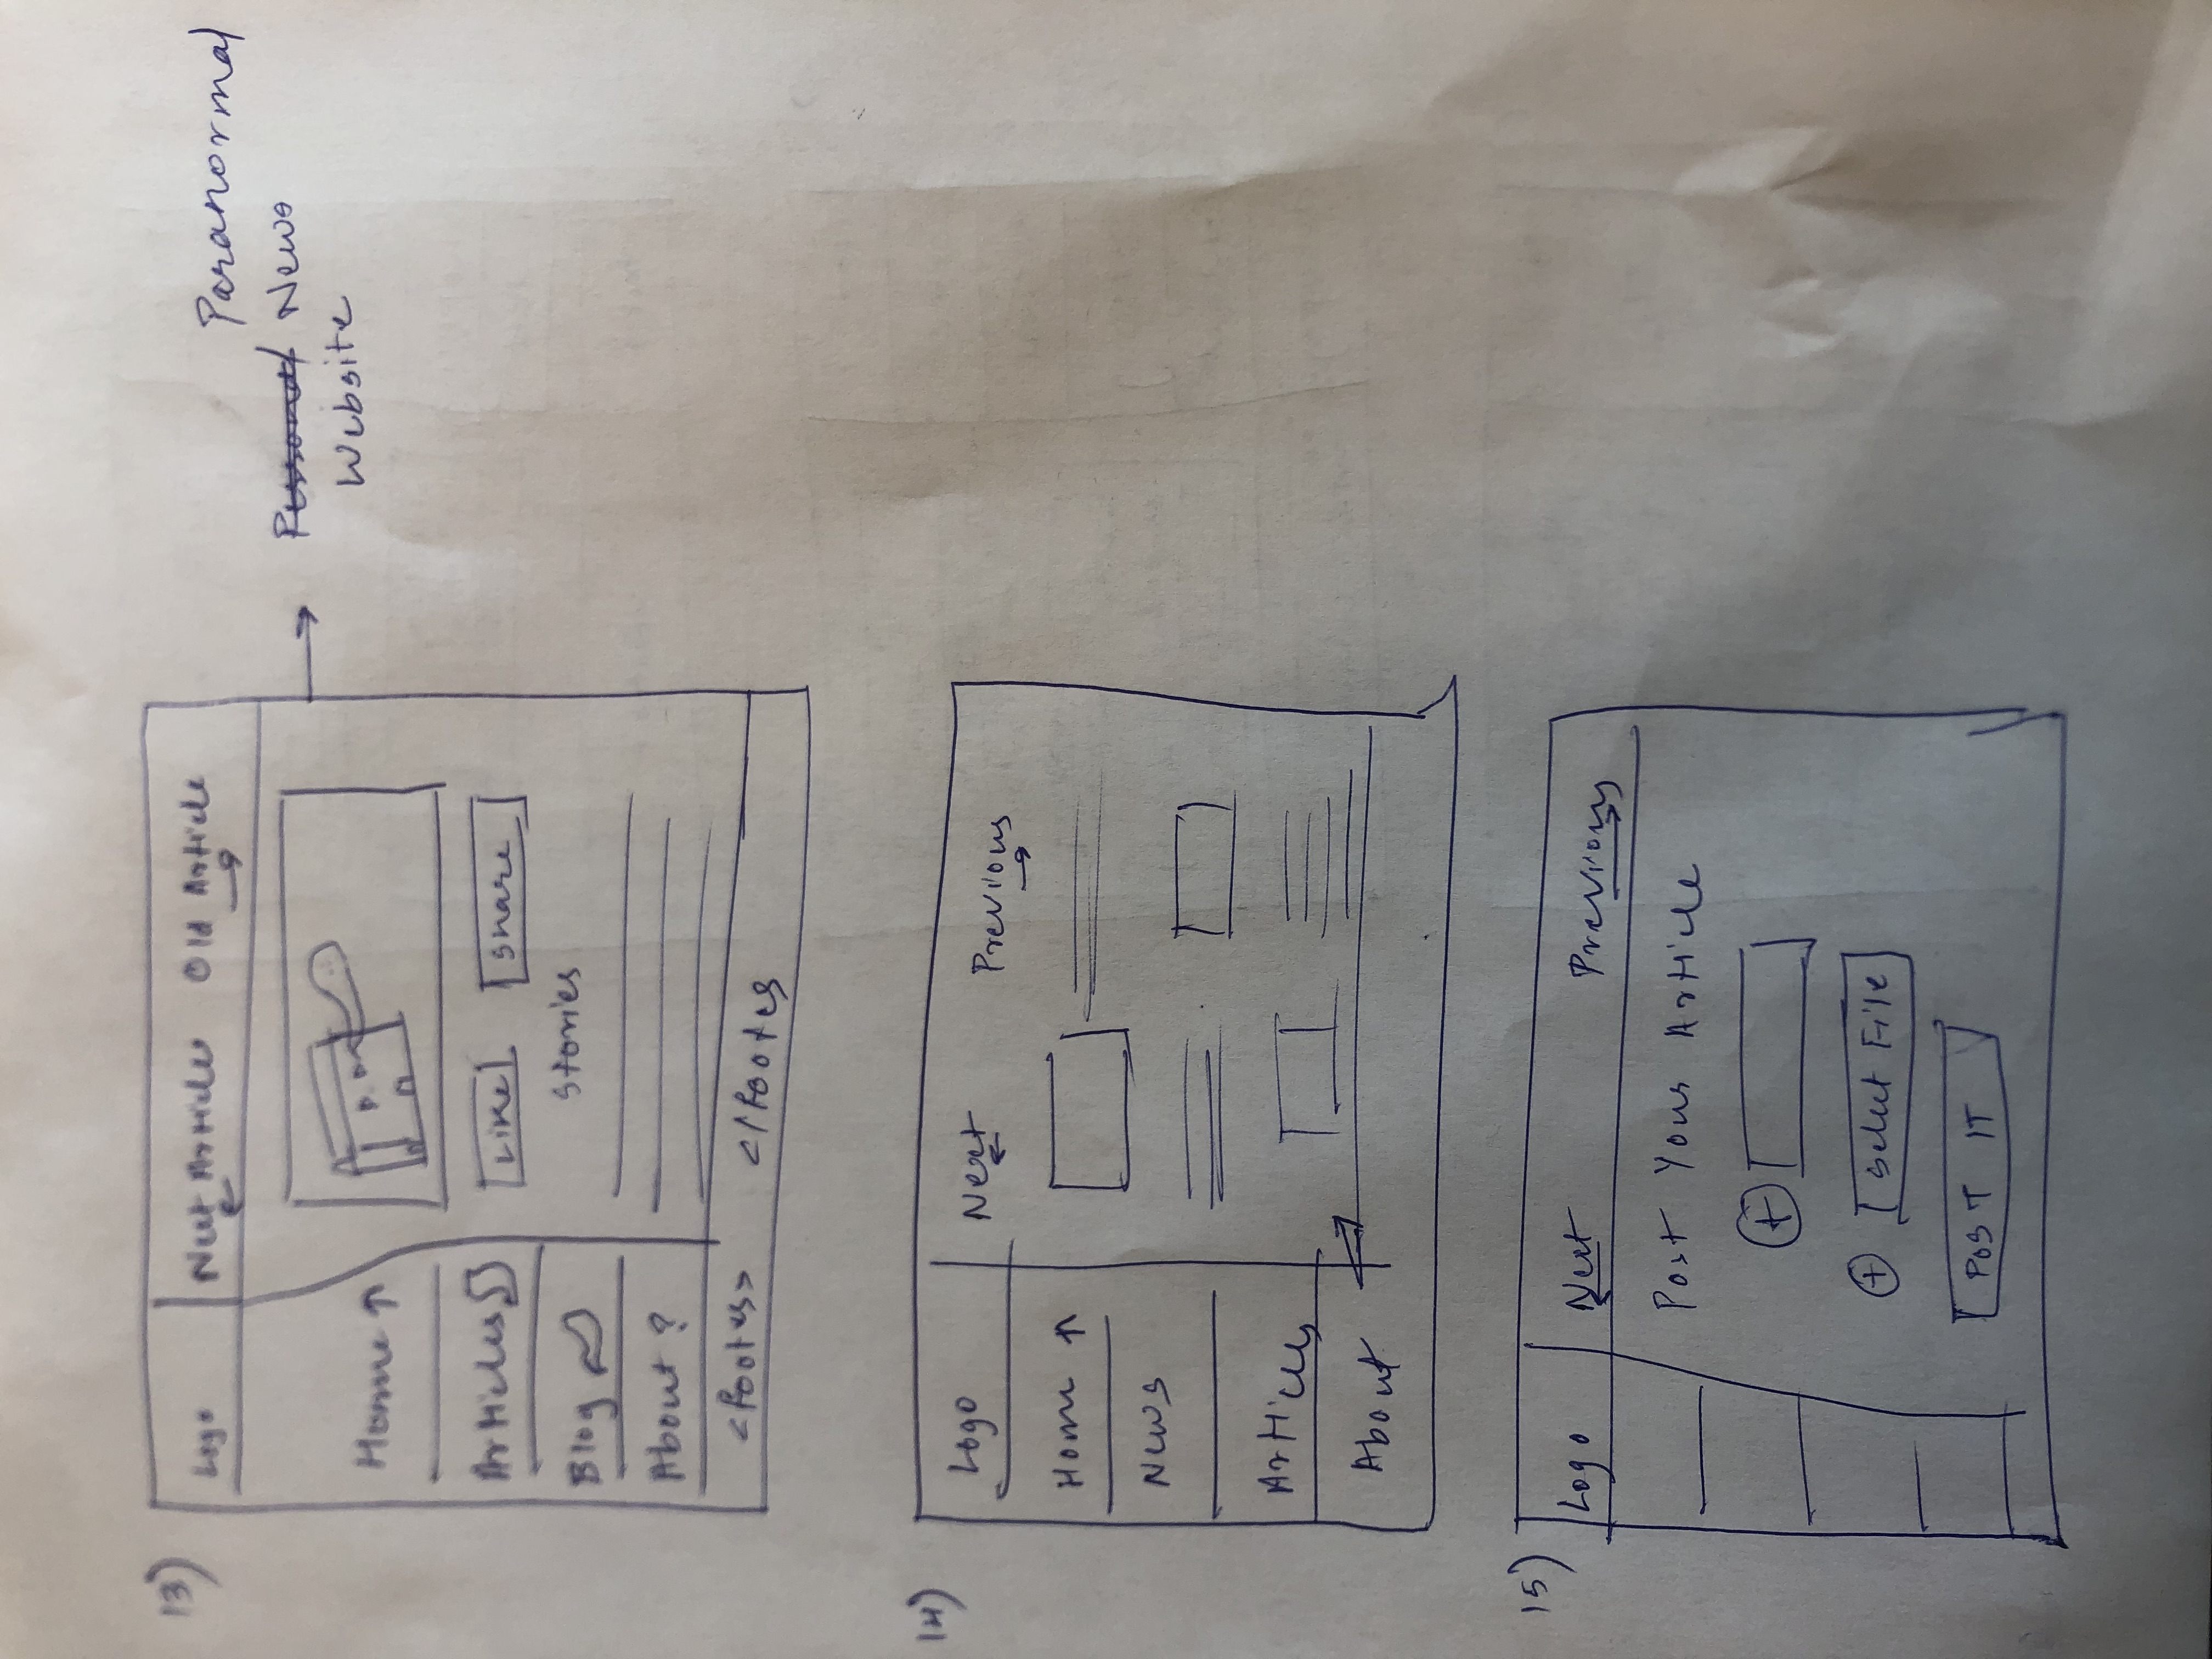 13)
Logo
Next Articles
Old Article
Paranormal
Personal News
Website
Home ↑
Articles
Like
Share
Stories
Blog
About ?
<footer>
</footer
14)
Logo
Next
Previous
Home ↑
News
Articles
About
15)
Logo
Next
Previous
Post Your Article
+
+ Select File
POST IT